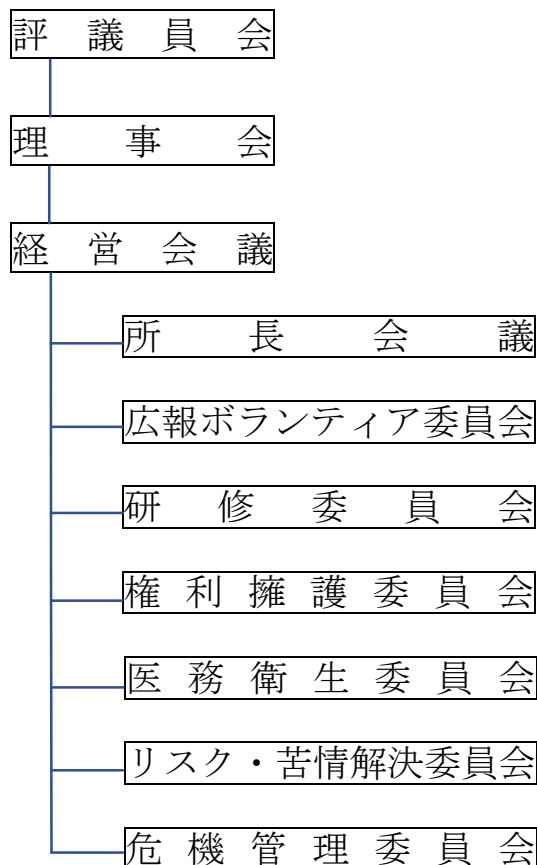 評議員会
理事会
経営会議
所長会議
広報ボランティア委員会
研修委員会
権利擁護委員会
医務衛生委員会
リスク・苦情解決委員会
危機管理委員会